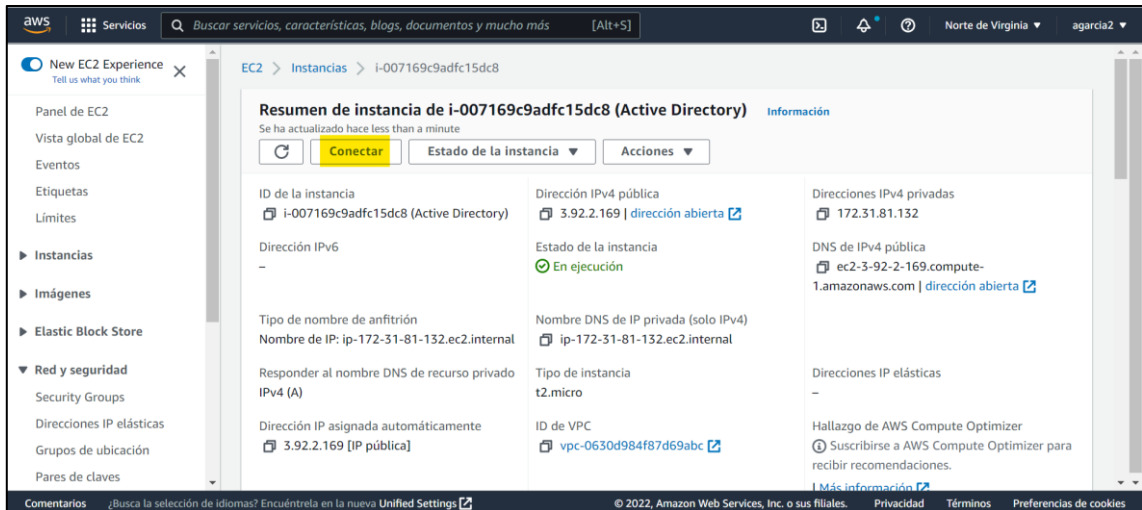 aws
Servicios
Buscar servicios, características, blogs, documentos y mucho más
[Alt+S]
Norte de Virginia
agarcia2
New EC2 Experience
Tell us what you think
Panel de EC2
Vista global de EC2
Eventos
Etiquetas
Límites
Instancias
Imágenes
Elastic Block Store
Red y seguridad
Security Groups
Direcciones IP elásticas
Grupos de ubicación
Pares de claves
EC2 > Instancias > i-007169c9adfc15dc8
Resumen de instancia de i-007169c9adfc15dc8 (Active Directory) Información
Se ha actualizado hace less than a minute
Conectar
Estado de la instancia
Acciones
ID de la instancia
i-007169c9adfc15dc8 (Active Directory)
Dirección IPv4 pública
3.92.2.169 | dirección abierta
Direcciones IPv4 privadas
172.31.81.132
Dirección IPv6
–
Estado de la instancia
En ejecución
DNS de IPv4 pública
ec2-3-92-2-169.compute-
1.amazonaws.com | dirección abierta
Tipo de nombre de anfitrión
Nombre de IP: ip-172-31-81-132.ec2.internal
Nombre DNS de IP privada (solo IPv4)
ip-172-31-81-132.ec2.internal
Responder al nombre DNS de recurso privado
IPv4 (A)
Tipo de instancia
t2.micro
Direcciones IP elásticas
–
Dirección IP asignada automáticamente
3.92.2.169 [IP pública]
ID de VPC
vpc-0630d984f87d69abc
Hallazgo de AWS Compute Optimizer
Suscribirse a AWS Compute Optimizer para
recibir recomendaciones.
| Más información
Comentarios
¿Busca la selección de idiomas? Encuéntrela en la nueva Unified Settings
© 2022, Amazon Web Services, Inc. o sus filiales.
Privacidad
Términos
Preferencias de cookies